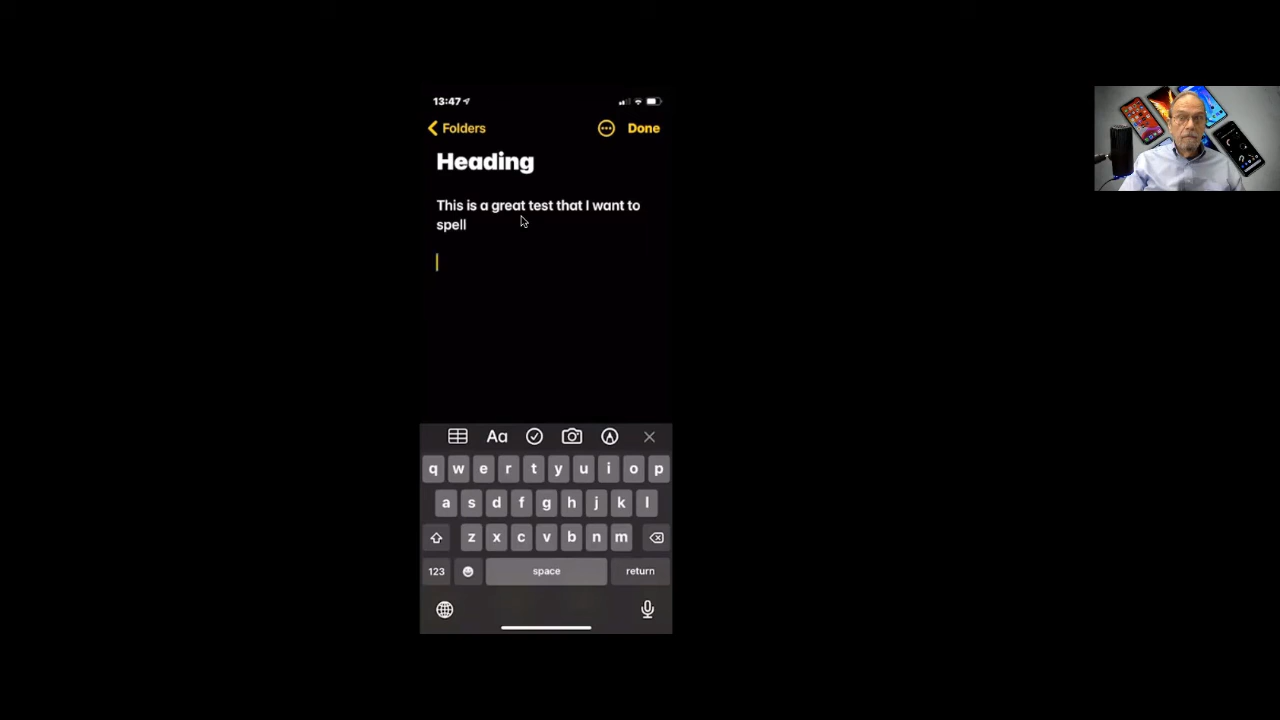 13:47
Folders
Done
Heading
This is a great test that I want to
spell
Aa
q w e r t y u i o p
a s d f g h j k l
z x c v b n m
123
space
return